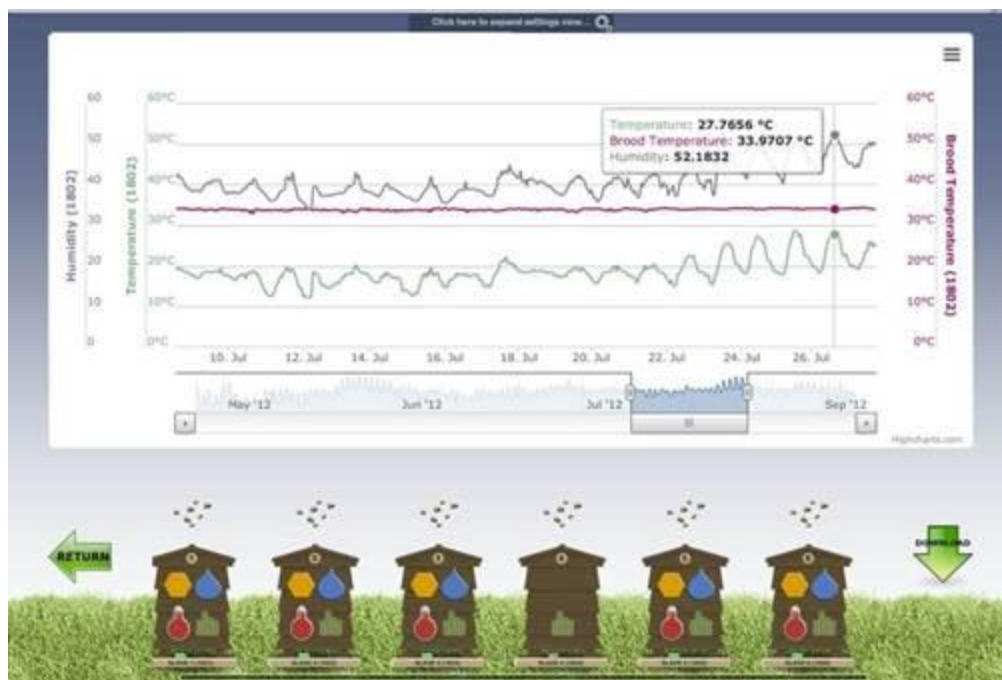 Click here to expand settings view...
Temperature: 27.7656 °C
Brood Temperature: 33.9707 °C
Humidity: 52.1832
60
50
40
30
20
10
0
Humidity (1802)
60°C
50°C
40°C
30°C
20°C
10°C
0°C
Temperature (1802)
60°C
50°C
40°C
30°C
20°C
10°C
0°C
Brood Temperature (1802)
10. Jul
12. Jul
14. Jul
16. Jul
18. Jul
20. Jul
22. Jul
24. Jul
26. Jul
May '12
Jun '12
Jul '12
Sep '12
Highcharts.com
RETURN
DOWNLOAD